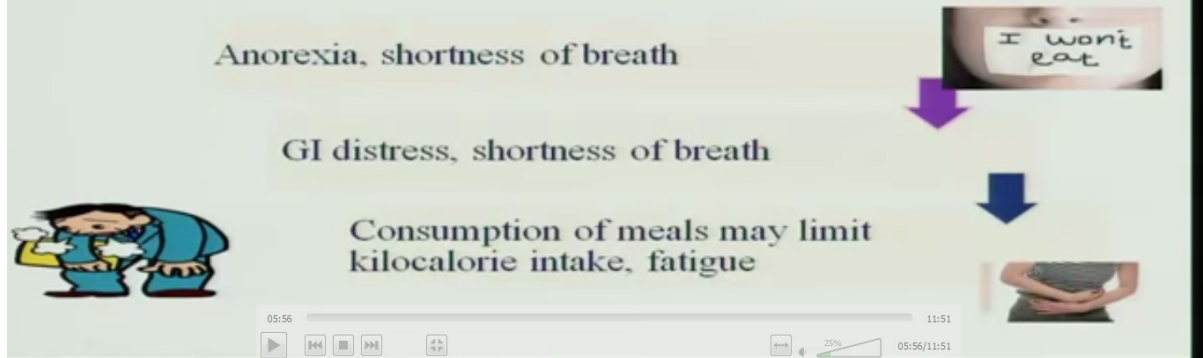 I won't
eat
Anorexia, shortness of breath
GI distress, shortness of breath
Consumption of meals may limit
kilocalorie intake, fatigue
05:56
11:51
25%
05:56/11:51